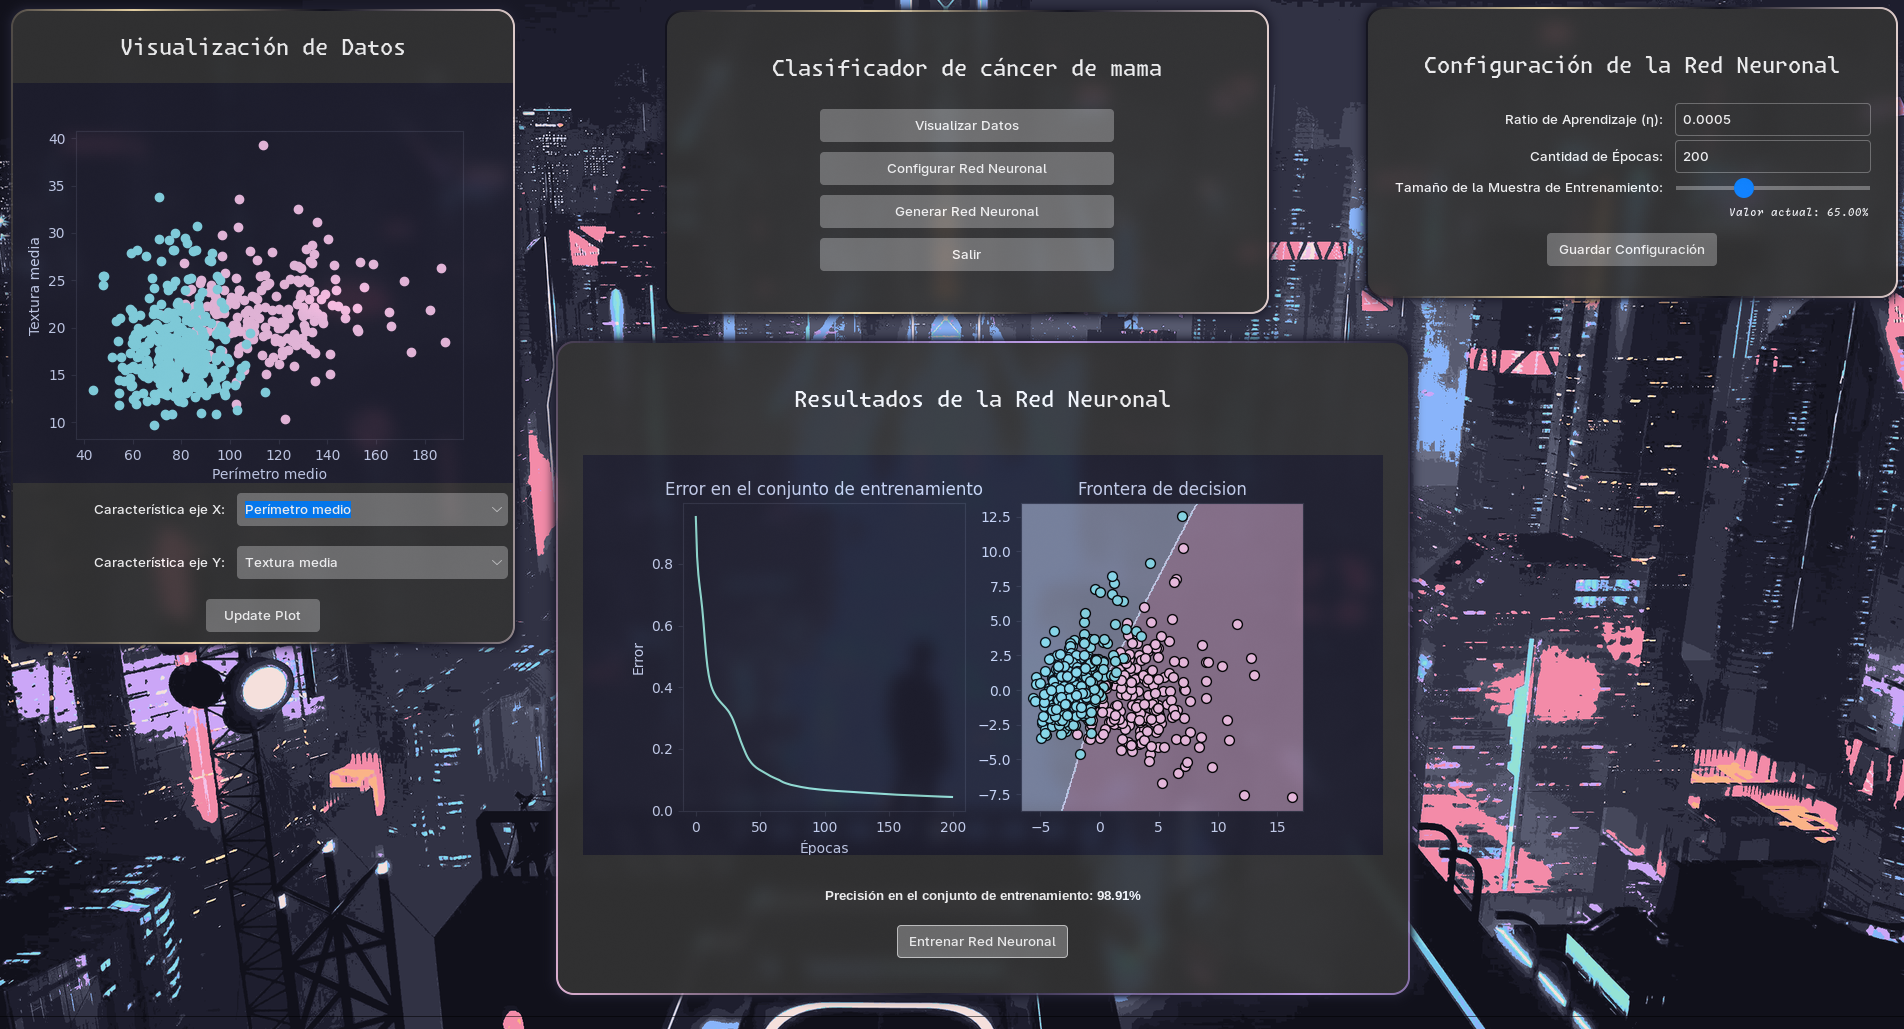 Visualización de Datos
40
35
30
25
20
15
10
Textura media
40 60 80 100 120 140 160 180
Perímetro medio
Característica eje X: Perímetro medio
Característica eje Y: Textura media
Update Plot
Clasificador de cáncer de mama
Visualizar Datos
Configurar Red Neuronal
Generar Red Neuronal
Salir
Configuración de la Red Neuronal
Ratio de Aprendizaje (η): 0.0005
Cantidad de Épocas: 200
Tamaño de la Muestra de Entrenamiento:
Valor actual: 65.00%
Guardar Configuración
Resultados de la Red Neuronal
Error en el conjunto de entrenamiento
0.8
0.6
0.4
0.2
0.0
Error
0 50 100 150 200
Épocas
Frontera de decision
12.5
10.0
7.5
5.0
2.5
0.0
−2.5
−5.0
−7.5
−5 0 5 10 15
Precisión en el conjunto de entrenamiento: 98.91%
Entrenar Red Neuronal